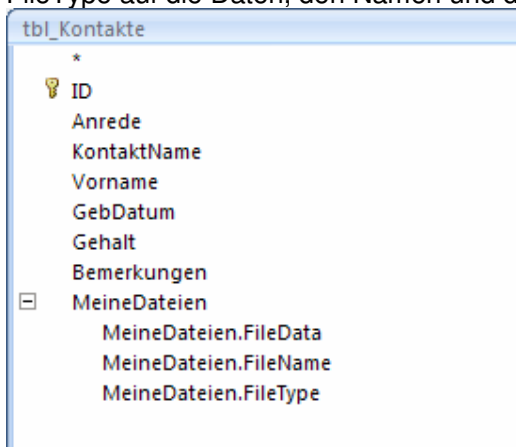 FileType auf die Daten, den Namen und d
tbl_Kontakte
*
ID
Anrede
KontaktName
Vorname
GebDatum
Gehalt
Bemerkungen
MeineDateien
MeineDateien.FileData
MeineDateien.FileName
MeineDateien.FileType